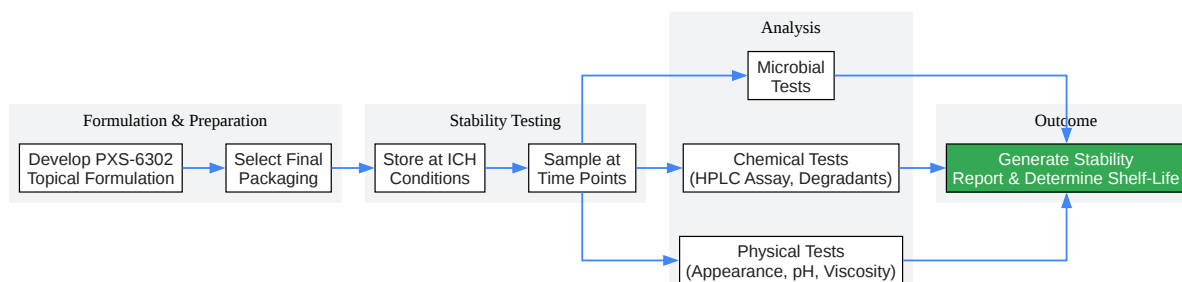 Analysis
Microbial
Tests
Formulation & Preparation
Stability Testing
Outcome
Develop PXS-6302
Topical Formulation
Select Final
Packaging
Store at ICH
Conditions
Sample at
Time Points
Chemical Tests
(HPLC Assay, Degradants)
Generate Stability
Report & Determine Shelf-Life
Physical Tests
(Appearance, pH, Viscosity)